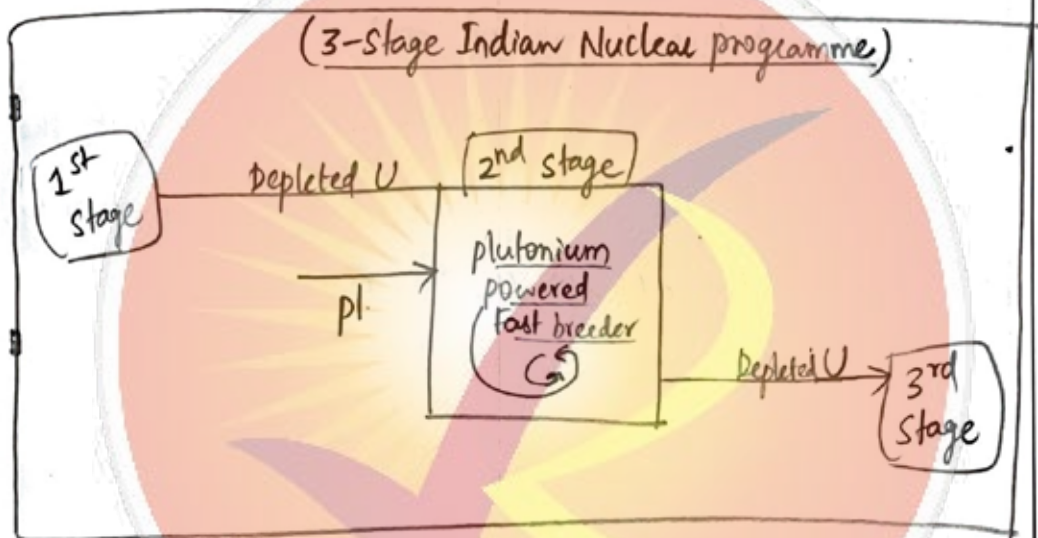 (3-Stage Indian Nuclear programme)
1st
stage
Depleted U
2nd stage
plutonium
powered
fast breeder
pl.
Depleted U
3rd
Stage